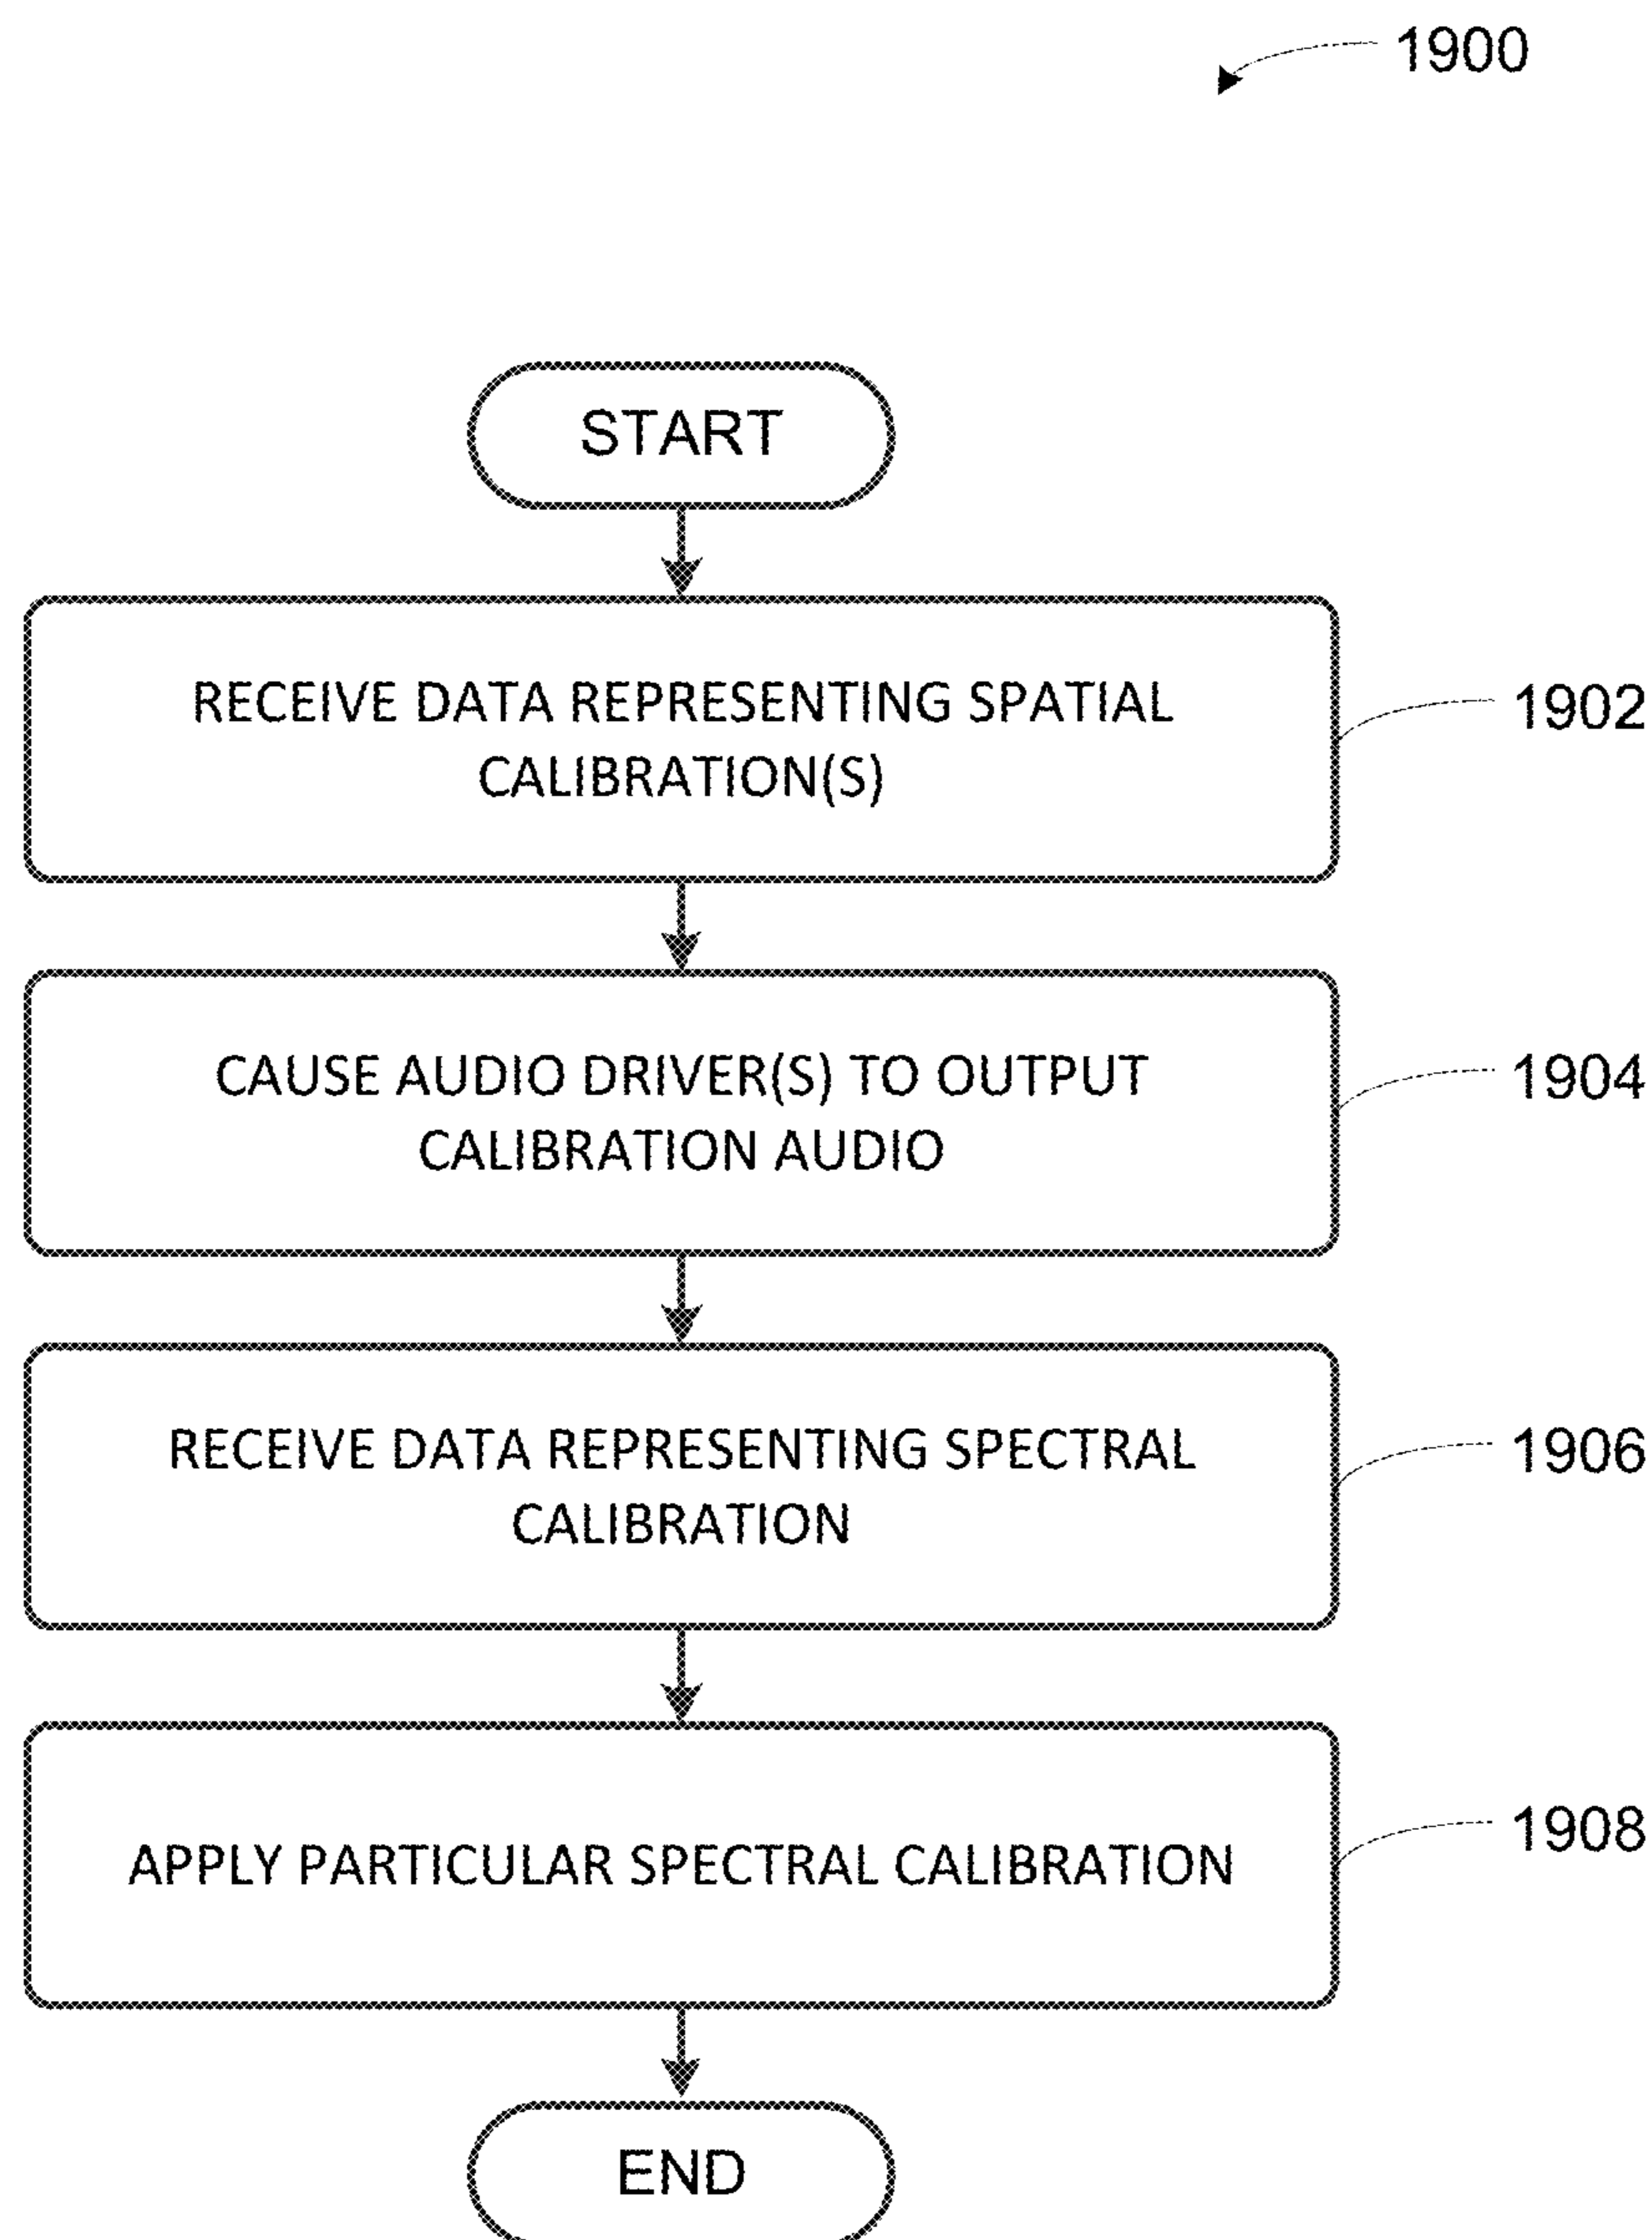 1900
START
RECEIVE DATA REPRESENTING SPATIAL
CALIBRATION(S)
1902
CAUSE AUDIO DRIVER(S) TO OUTPUT
CALIBRATION AUDIO
1904
RECEIVE DATA REPRESENTING SPECTRAL
CALIBRATION
1906
APPLY PARTICULAR SPECTRAL CALIBRATION
1908
END